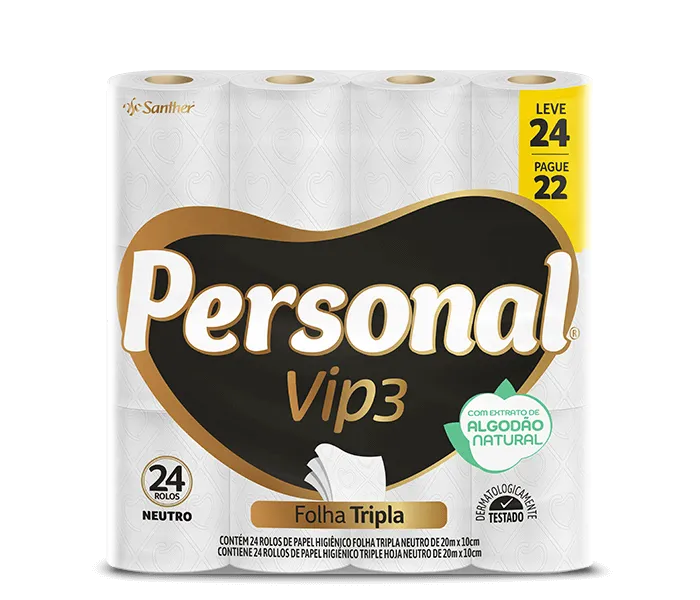 Santher
LEVE
24
PAGUE
22
Personal®
Vip3
COM EXTRATO DE
ALGODÃO
NATURAL
24
ROLOS
NEUTRO
Folha Tripla
DERMATOLOGICAMENTE
TESTADO
CONTÉM 24 ROLOS DE PAPEL HIGIÊNICO FOLHA TRIPLA NEUTRO DE 20m x 10cm
CONTIENE 24 ROLLOS DE PAPEL HIGIÉNICO TRIPLE HOJA NEUTRO DE 20m x 10cm